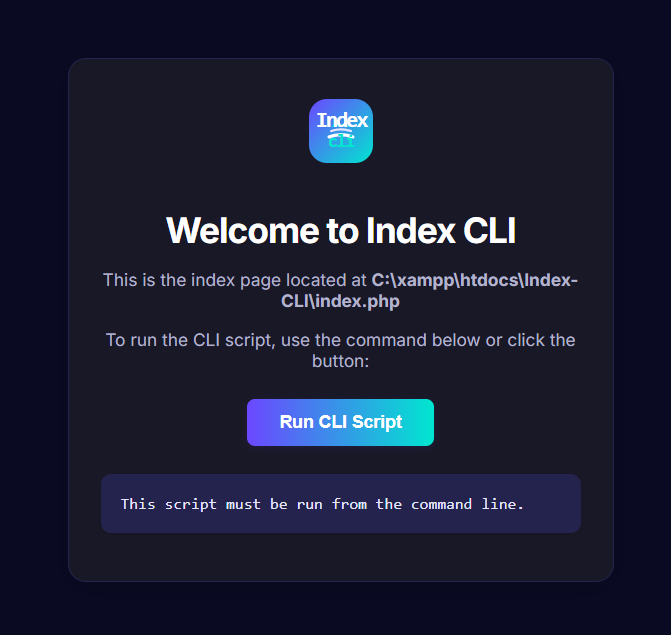 Index
cli
Welcome to Index CLI
This is the index page located at C:\xampp\htdocs\Index-
CLI\index.php
To run the CLI script, use the command below or click the
button:
Run CLI Script
This script must be run from the command line.